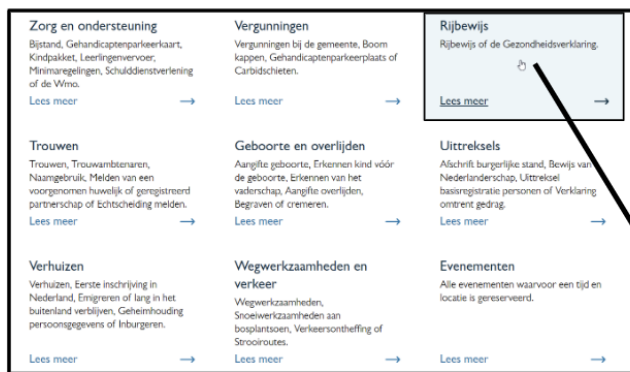 Zorg en ondersteuning
Bijstand, Gehandicaptenparkeerkaart,
Kindpakket, Leerlingenvervoer,
Minimaregelingen, Schulddienstverlening
of de Wmo.
Lees meer
Vergunningen
Vergunningen bij de gemeente, Boom
kappen, Gehandicaptenparkeerplaats of
Carbidschieten.
Lees meer
Rijbewijs
Rijbewijs of de Gezondheidsverklaring.
Lees meer
Trouwen
Trouwen, Trouwambtenaren,
Naamgebruik, Melden van een
voorgenomen huwelijk of geregistreerd
partnerschap of Echtscheiding melden.
Lees meer
Geboorte en overlijden
Aangifte geboorte, Erkennen kind vóór
de geboorte, Erkennen van het
vaderschap, Aangifte overlijden,
Begraven of cremeren.
Lees meer
Uittreksels
Afschrift burgerlijke stand, Bewijs van
Nederlanderschap, Uittreksel
basisregistratie personen of Verklaring
omtrent gedrag.
Lees meer
Verhuizen
Verhuizen, Eerste inschrijving in
Nederland, Emigreren of lang in het
buitenland verblijven, Geheimhouding
persoonsgegevens of Inburgeren.
Lees meer
Wegwerkzaamheden en
verkeer
Wegwerkzaamheden,
Snoeiwerkzaamheden aan
bosplantsoen, Verkeersontheffing of
Strooiroutes.
Lees meer
Evenementen
Alle evenementen waarvoor een tijd en
locatie is gereserveerd.
Lees meer